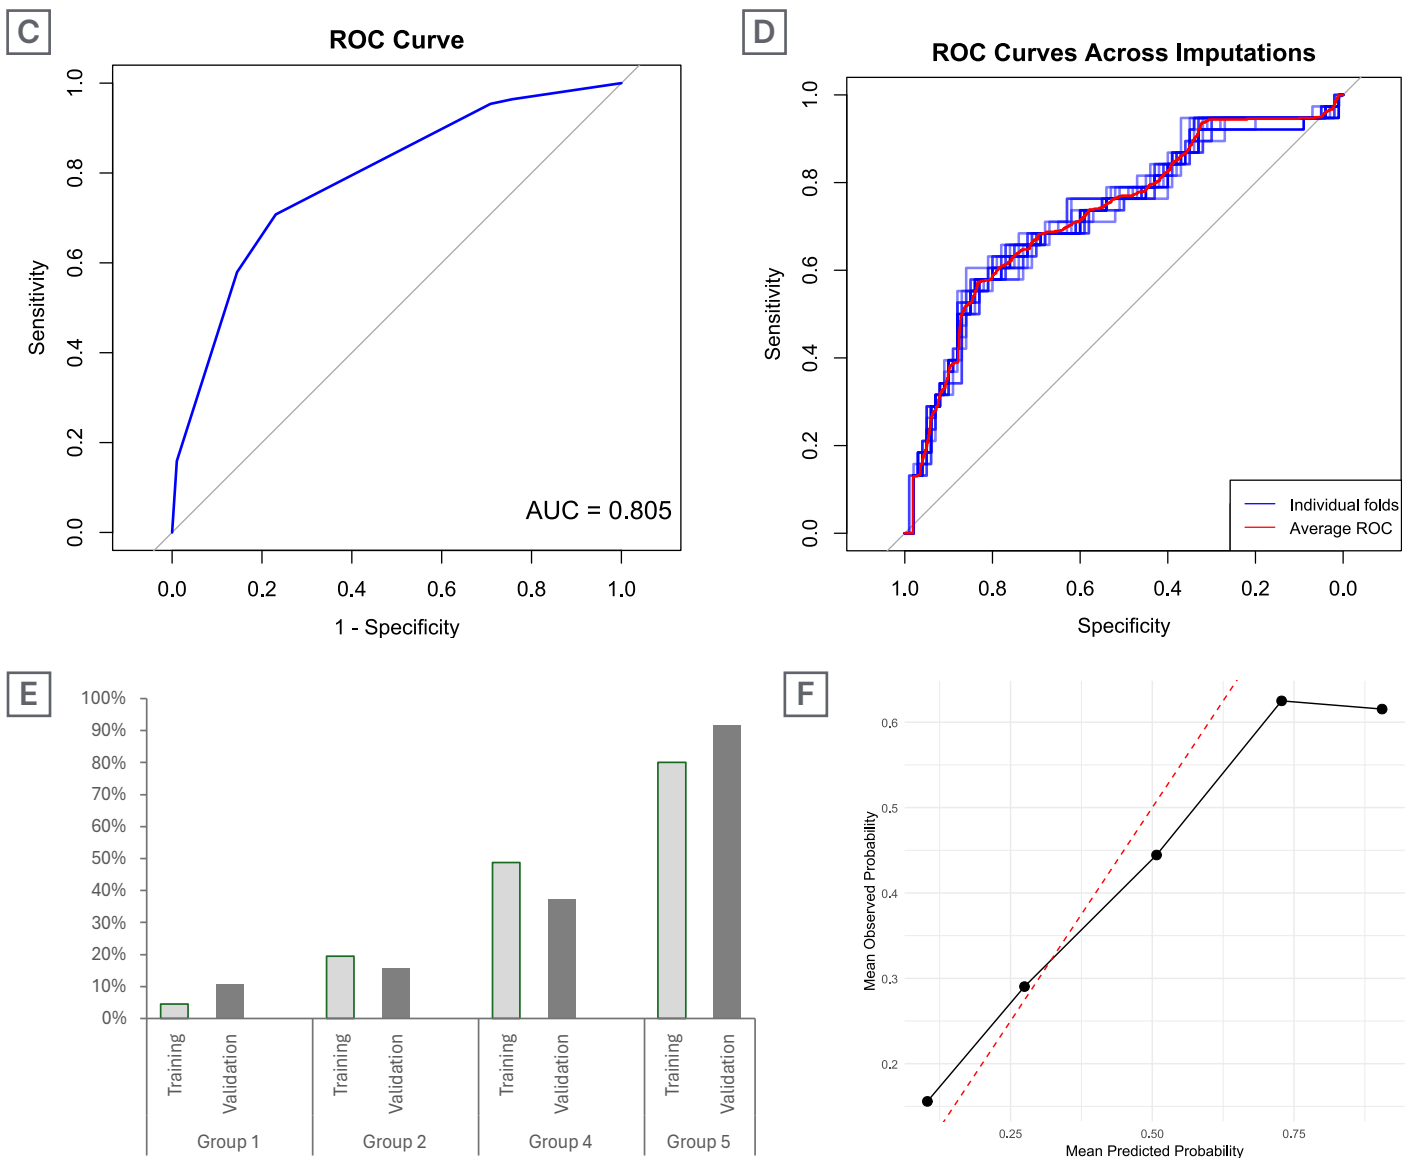 C
ROC Curve
Sensitivity
1.0
0.8
0.6
0.4
0.2
0.0
AUC = 0.805
0.0 0.2 0.4 0.6 0.8 1.0
1 - Specificity
D
ROC Curves Across Imputations
Sensitivity
1.0
0.8
0.6
0.4
0.2
0.0
Individual folds
Average ROC
1.0 0.8 0.6 0.4 0.2 0.0
Specificity
E
100%
90%
80%
70%
60%
50%
40%
30%
20%
10%
0%
Training Validation Training Validation Training Validation Training Validation
Group 1 Group 2 Group 4 Group 5
F
Mean Observed Probability
0.6
0.5
0.4
0.3
0.2
0.25 0.50 0.75
Mean Predicted Probability